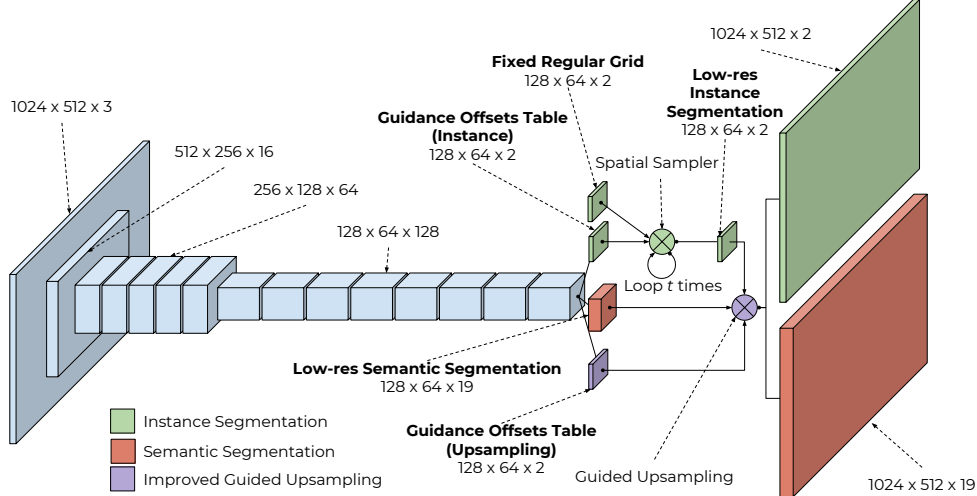 1024 x 512 x 2
Fixed Regular Grid
128 x 64 x 2
Low-res
Instance
Segmentation
128 x 64 x 2
1024 x 512 x 3
Guidance Offsets Table
(Instance)
128 x 64 x 2
512 x 256 x 16
Spatial Sampler
256 x 128 x 64
128 x 64 x 128
Loop t times
Low-res Semantic Segmentation
128 x 64 x 19
Instance Segmentation
Semantic Segmentation
Improved Guided Upsampling
Guidance Offsets Table
(Upsampling)
128 x 64 x 2
Guided Upsampling
1024 x 512 x 19